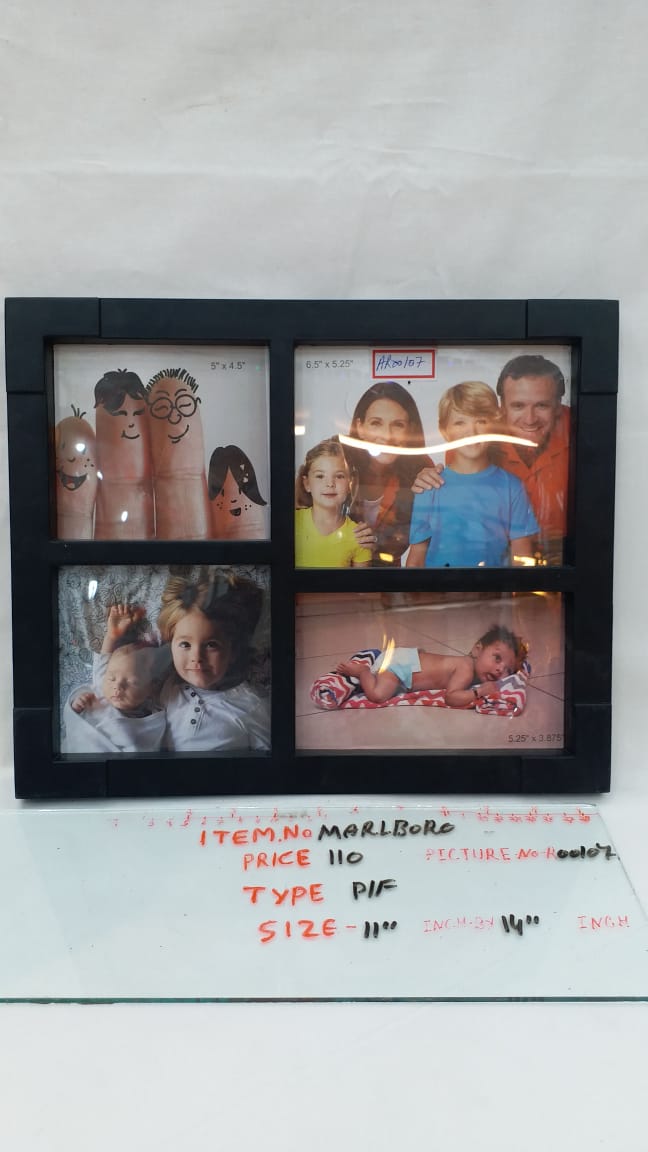 5" x 4.5"
6.5" x 5.25"
AR00107
5.25" x 3.875"
ITEM.No MARLBORO
PRICE 110 PICTURE No R00107
TYPE P/F
SIZE - 11" INCH BY 14" INCH